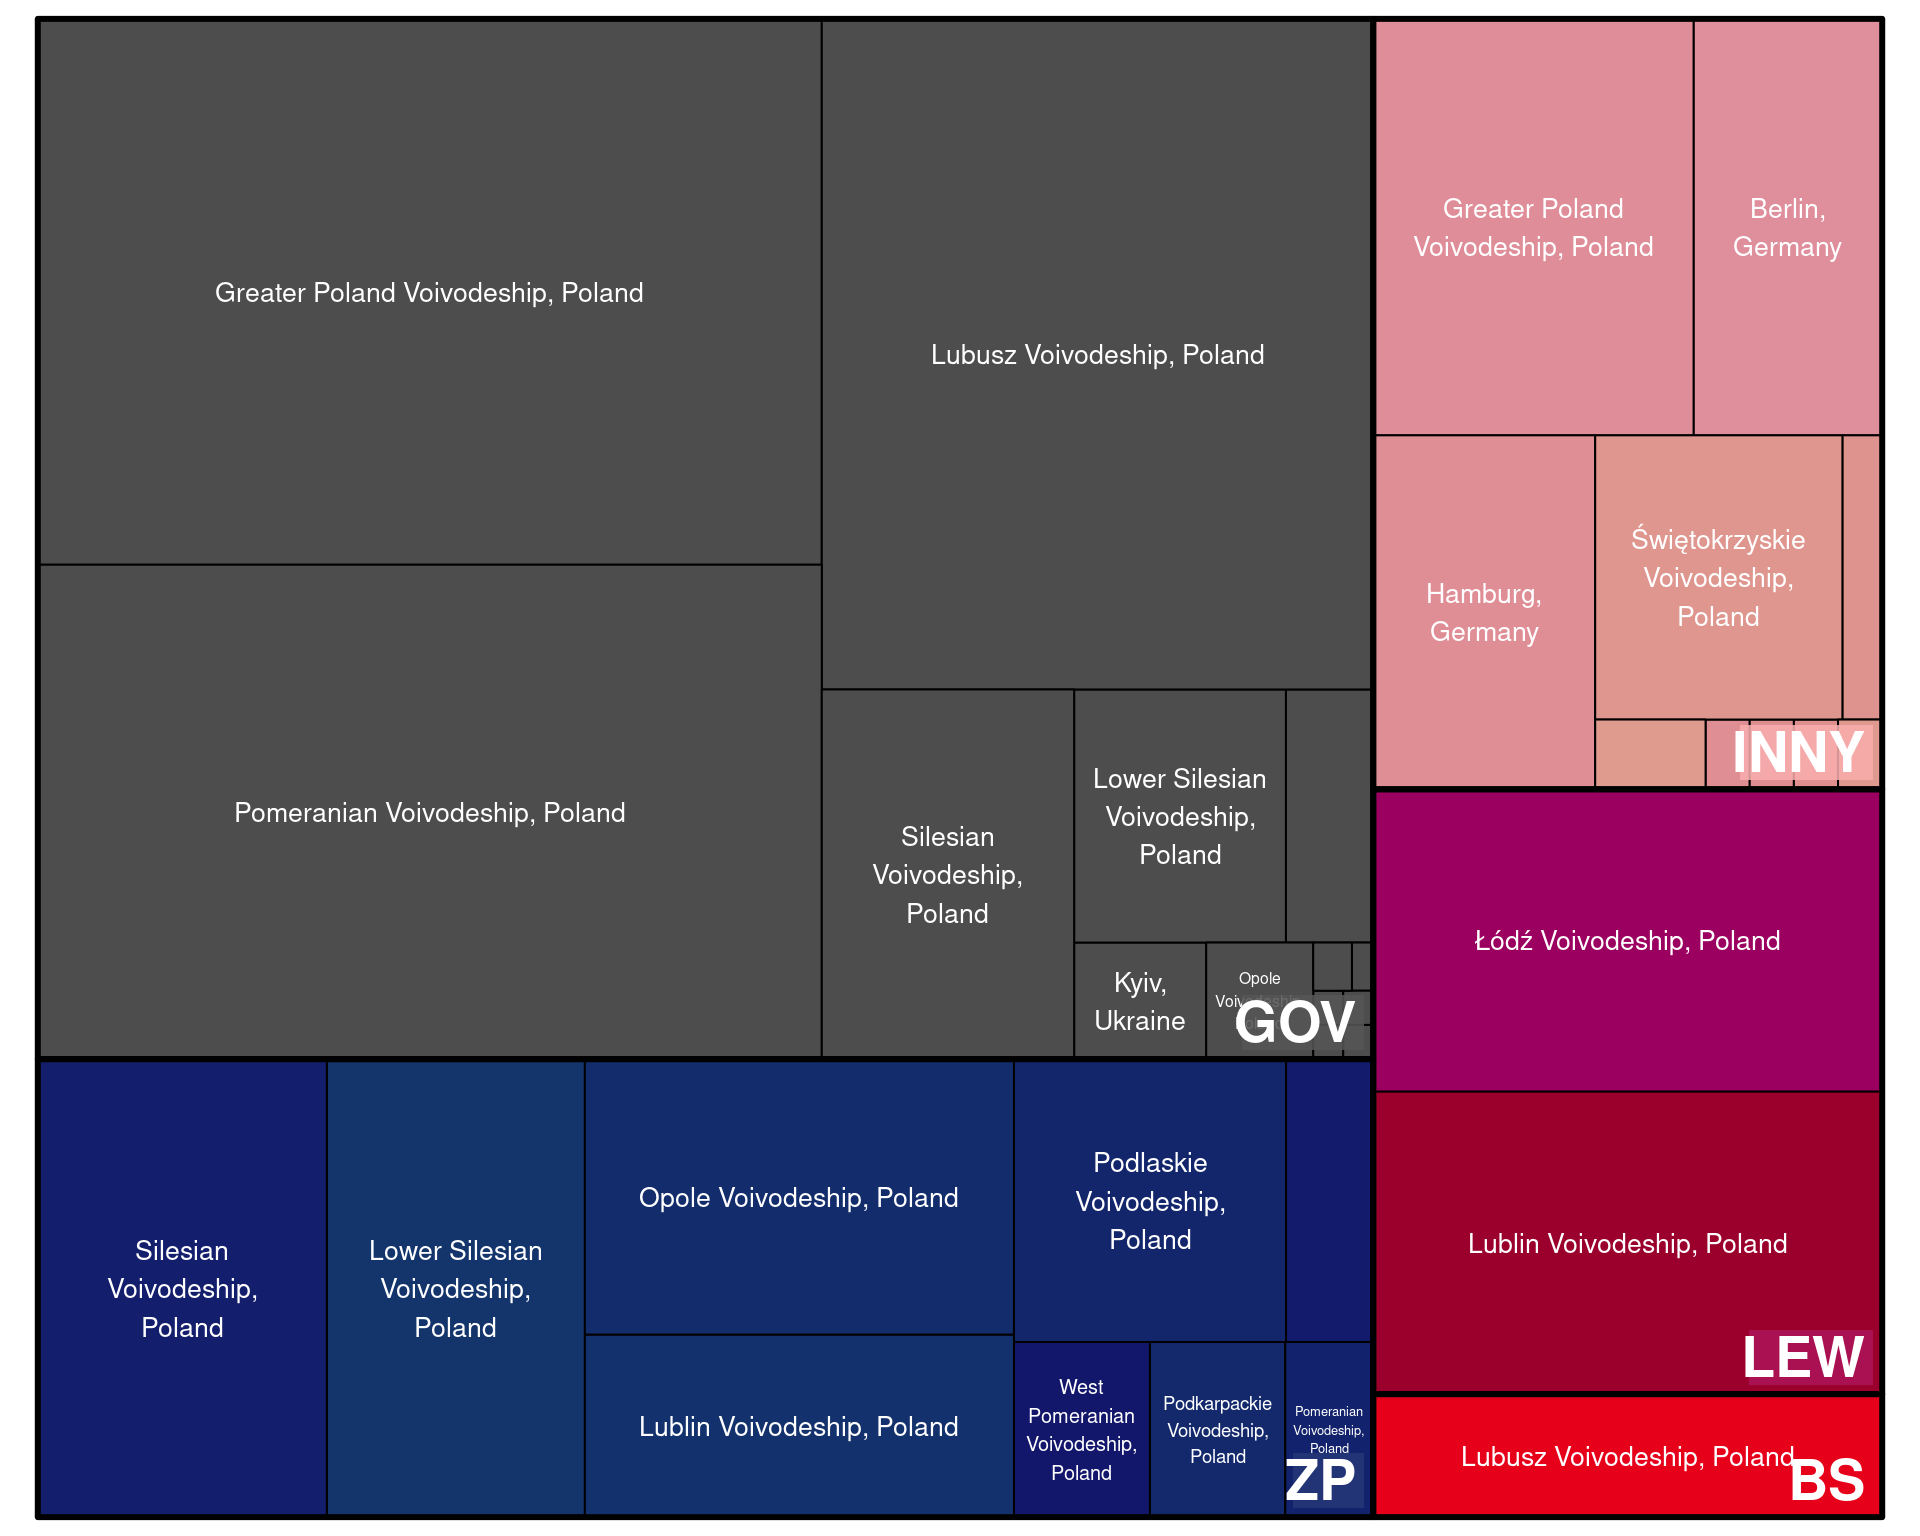 Greater Poland Voivodeship, Poland
Lubusz Voivodeship, Poland
Pomeranian Voivodeship, Poland
Silesian
Voivodeship,
Poland
Lower Silesian
Voivodeship,
Poland
Kyiv,
Ukraine
Opole
GOV
Greater Poland
Voivodeship, Poland
Berlin,
Germany
Hamburg,
Germany
Świętokrzyskie
Voivodeship,
Poland
INNY
Łódź Voivodeship, Poland
Lublin Voivodeship, Poland
LEW
Lubusz Voivodeship, Poland
BS
Silesian
Voivodeship,
Poland
Lower Silesian
Voivodeship,
Poland
Opole Voivodeship, Poland
Lublin Voivodeship, Poland
Podlaskie
Voivodeship,
Poland
West
Pomeranian
Voivodeship,
Poland
Podkarpackie
Voivodeship,
Poland
Pomeranian
Voivodeship,
Poland
ZP